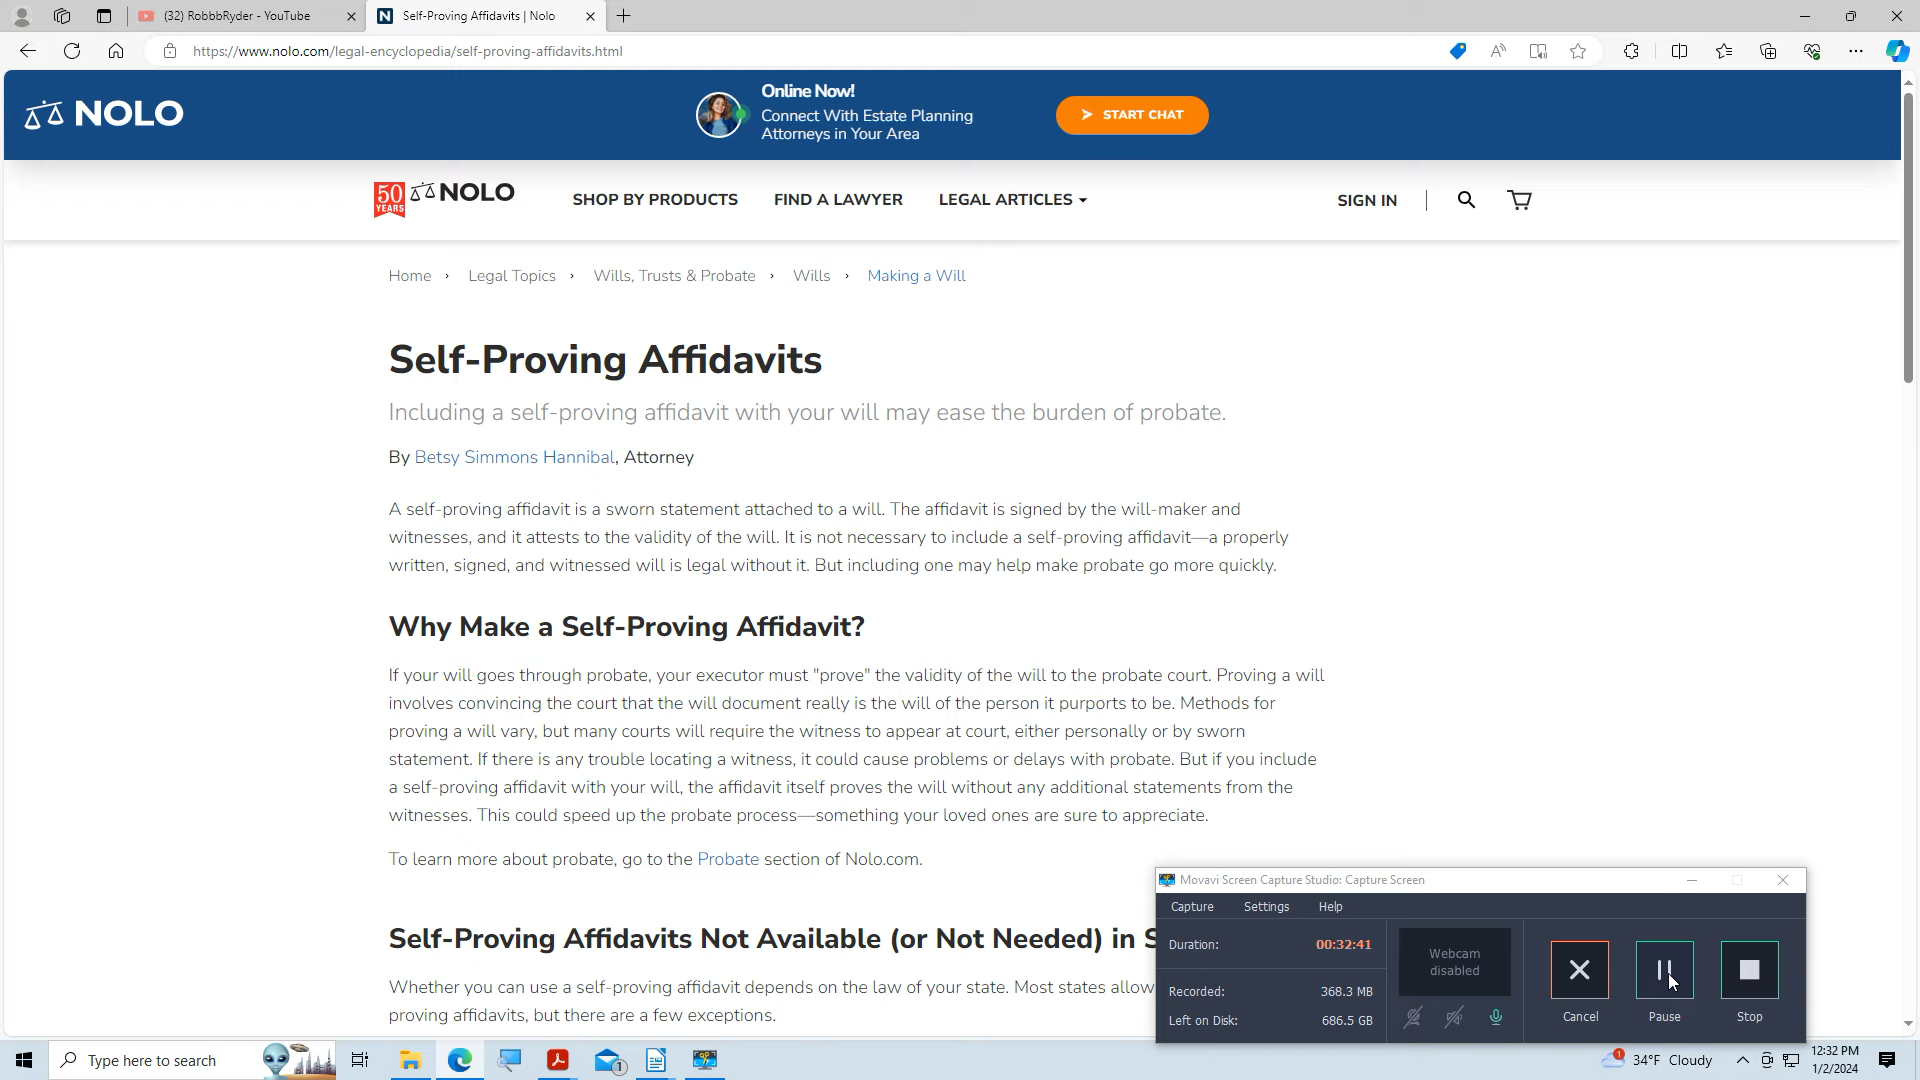 (32) RobbbRyder - YouTube
Self-Proving Affidavits | Nolo
https://www.nolo.com/legal-encyclopedia/self-proving-affidavits.html
NOLO
Online Now!
Connect With Estate Planning
Attorneys in Your Area
START CHAT
50 YEARS NOLO
SHOP BY PRODUCTS
FIND A LAWYER
LEGAL ARTICLES
SIGN IN
Home › Legal Topics › Wills, Trusts & Probate › Wills › Making a Will
Self-Proving Affidavits
Including a self-proving affidavit with your will may ease the burden of probate.
By Betsy Simmons Hannibal, Attorney
A self-proving affidavit is a sworn statement attached to a will. The affidavit is signed by the will-maker and
witnesses, and it attests to the validity of the will. It is not necessary to include a self-proving affidavit—a properly
written, signed, and witnessed will is legal without it. But including one may help make probate go more quickly.
Why Make a Self-Proving Affidavit?
If your will goes through probate, your executor must "prove" the validity of the will to the probate court. Proving a will
involves convincing the court that the will document really is the will of the person it purports to be. Methods for
proving a will vary, but many courts will require the witness to appear at court, either personally or by sworn
statement. If there is any trouble locating a witness, it could cause problems or delays with probate. But if you include
a self-proving affidavit with your will, the affidavit itself proves the will without any additional statements from the
witnesses. This could speed up the probate process—something your loved ones are sure to appreciate.
To learn more about probate, go to the Probate section of Nolo.com.
Self-Proving Affidavits Not Available (or Not Needed) in S
Whether you can use a self-proving affidavit depends on the law of your state. Most states allow
proving affidavits, but there are a few exceptions.
Movavi Screen Capture Studio: Capture Screen
Capture
Settings
Help
Duration:
00:32:41
Webcam
disabled
Recorded:
368.3 MB
Left on Disk:
686.5 GB
Cancel
Pause
Stop
Type here to search
1
1
34°F Cloudy
12:32 PM
1/2/2024